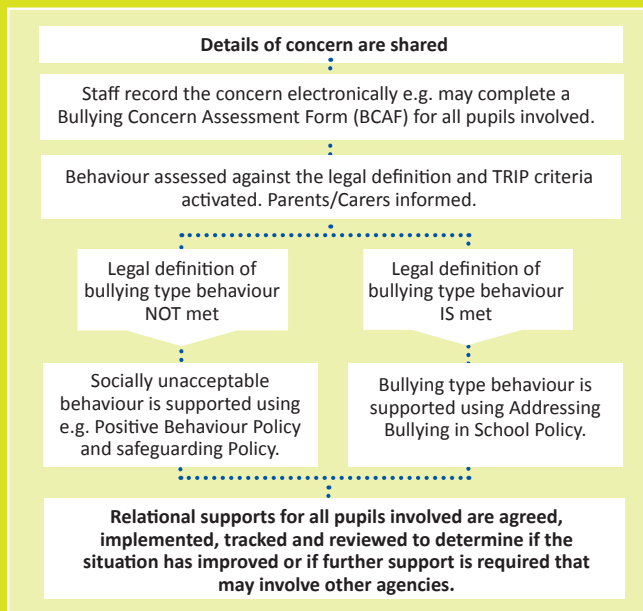 Details of concern are shared
Staff record the concern electronically e.g. may complete a
Bullying Concern Assessment Form (BCAF) for all pupils involved.
Behaviour assessed against the legal definition and TRIP criteria
activated. Parents/Carers informed.
Legal definition of
bullying type behaviour
NOT met
Legal definition of
bullying type behaviour
IS met
Socially unacceptable
behaviour is supported using
e.g. Positive Behaviour Policy
and safeguarding Policy.
Bullying type behaviour is
supported using Addressing
Bullying in School Policy.
Relational supports for all pupils involved are agreed,
implemented, tracked and reviewed to determine if the
situation has improved or if further support is required that
may involve other agencies.